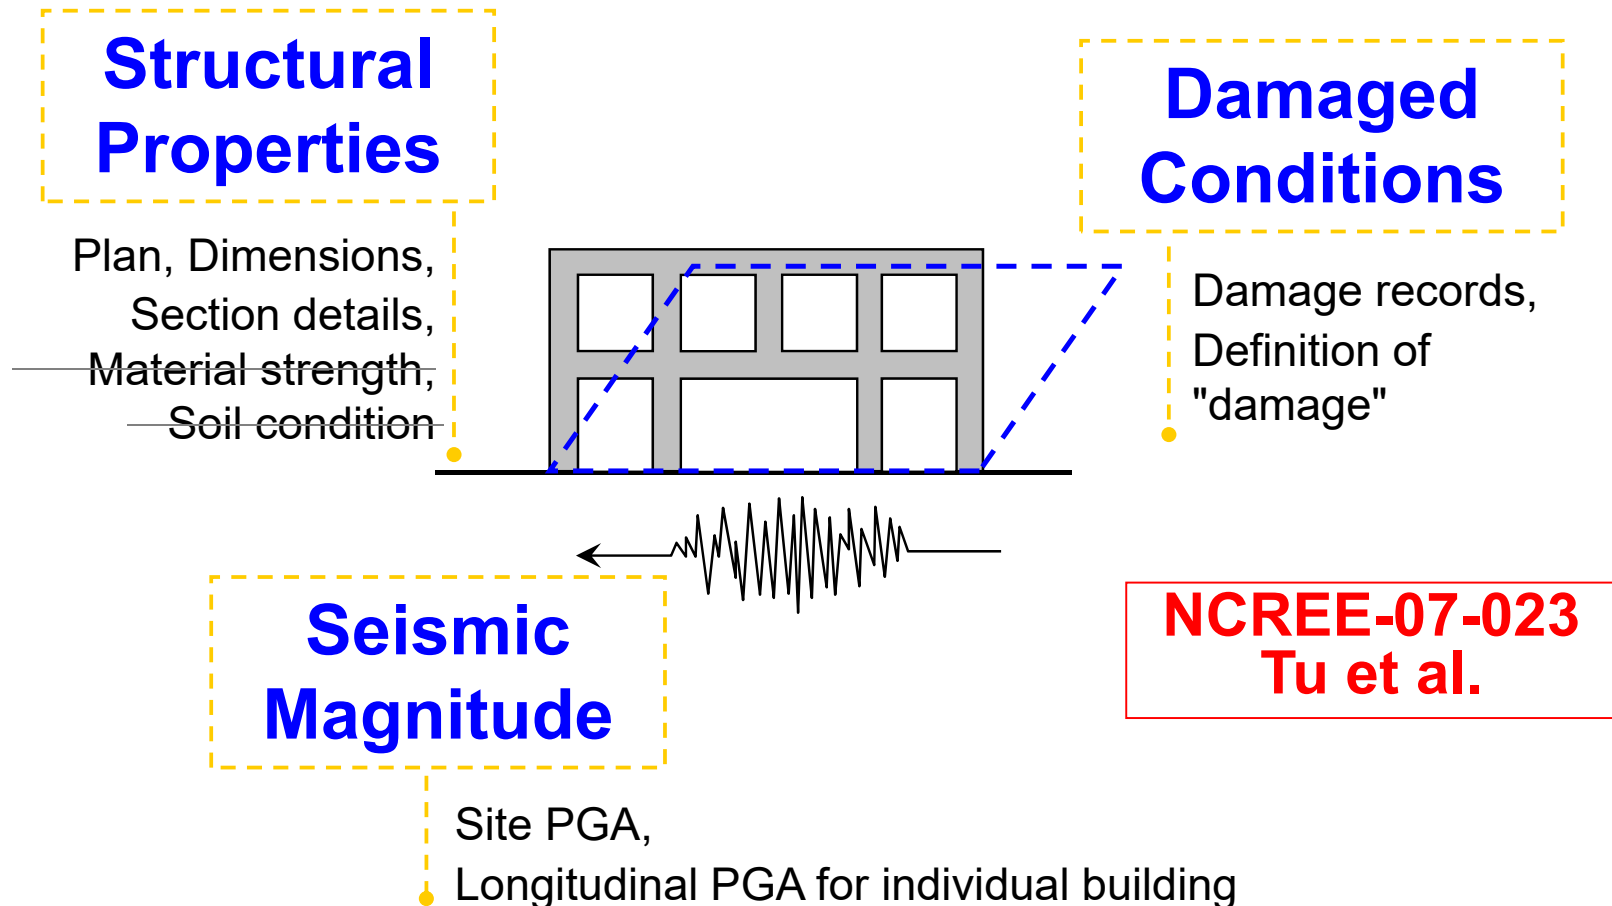 Structural
Properties
Plan, Dimensions,
Section details,
Material strength,
Soil condition
Damaged
Conditions
Damage records,
Definition of
"damage"
Seismic
Magnitude
Site PGA,
Longitudinal PGA for individual building
NCREE-07-023
Tu et al.